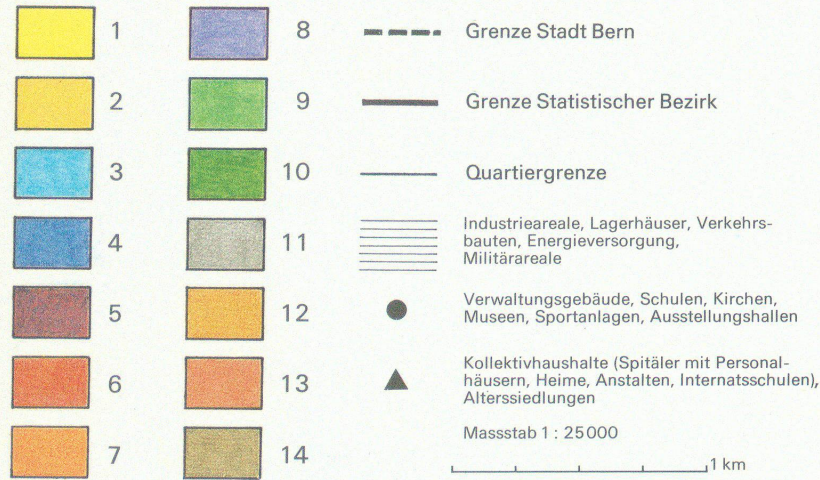 1
2
3
4
5
6
7
8
9
10
11
12
13
14
Grenze Stadt Bern
Grenze Statistischer Bezirk
Quartiergrenze
Industrieareale, Lagerhäuser, Verkehrs-
bauten, Energieversorgung,
Militärareale
Verwaltungsgebäude, Schulen, Kirchen,
Museen, Sportanlagen, Ausstellungshallen
Kollektivhaushalte (Spitäler mit Personal-
häusern, Heime, Anstalten, Internatsschulen),
Alterssiedlungen
Massstab 1 : 25000
1 km